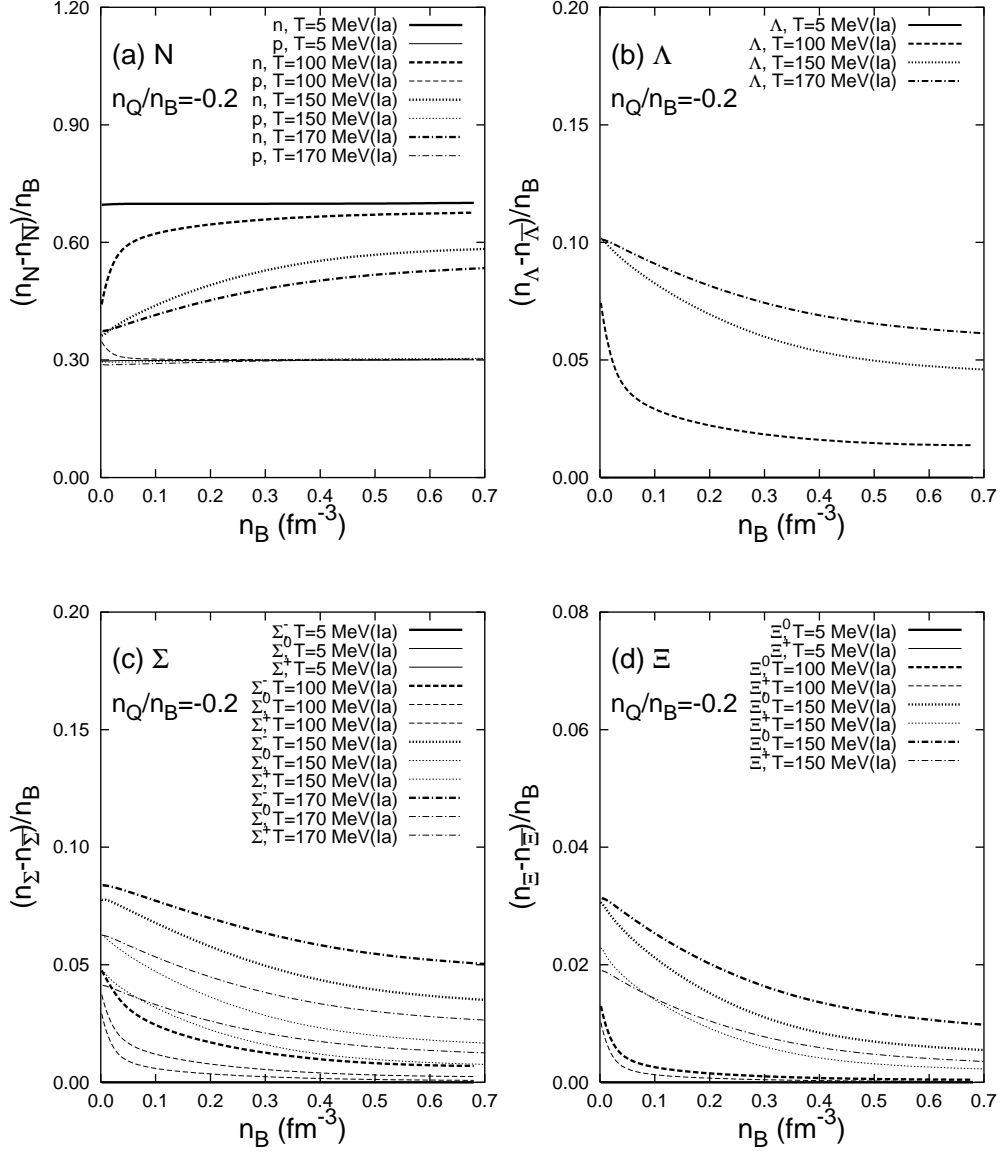 (a) N
n_Q/n_B=-0.2
n, T=5 MeV(Ia)
p, T=5 MeV(Ia)
n, T=100 MeV(Ia)
p, T=100 MeV(Ia)
n, T=150 MeV(Ia)
p, T=150 MeV(Ia)
n, T=170 MeV(Ia)
p, T=170 MeV(Ia)
1.20
0.90
0.60
0.30
0.00
(n_N-n_N̅)/n_B
0.0 0.1 0.2 0.3 0.4 0.5 0.6 0.7
n_B (fm⁻³)
(b) Λ
n_Q/n_B=-0.2
Λ, T=5 MeV(Ia)
Λ, T=100 MeV(Ia)
Λ, T=150 MeV(Ia)
Λ, T=170 MeV(Ia)
0.20
0.15
0.10
0.05
0.00
(n_Λ-n_Λ̅)/n_B
0.0 0.1 0.2 0.3 0.4 0.5 0.6 0.7
n_B (fm⁻³)
(c) Σ
n_Q/n_B=-0.2
Σ⁻, T=5 MeV(Ia)
Σ⁰, T=5 MeV(Ia)
Σ⁺, T=5 MeV(Ia)
Σ⁻, T=100 MeV(Ia)
Σ⁰, T=100 MeV(Ia)
Σ⁺, T=100 MeV(Ia)
Σ⁻, T=150 MeV(Ia)
Σ⁰, T=150 MeV(Ia)
Σ⁺, T=150 MeV(Ia)
Σ⁻, T=170 MeV(Ia)
Σ⁰, T=170 MeV(Ia)
Σ⁺, T=170 MeV(Ia)
0.20
0.15
0.10
0.05
0.00
(n_Σ-n_Σ̅)/n_B
0.0 0.1 0.2 0.3 0.4 0.5 0.6 0.7
n_B (fm⁻³)
(d) Ξ
n_Q/n_B=-0.2
Ξ⁰, T=5 MeV(Ia)
Ξ⁺, T=5 MeV(Ia)
Ξ⁰, T=100 MeV(Ia)
Ξ⁺, T=100 MeV(Ia)
Ξ⁰, T=150 MeV(Ia)
Ξ⁺, T=150 MeV(Ia)
Ξ⁰, T=150 MeV(Ia)
Ξ⁺, T=150 MeV(Ia)
0.08
0.06
0.04
0.02
0.00
(n_Ξ-n_Ξ̅)/n_B
0.0 0.1 0.2 0.3 0.4 0.5 0.6 0.7
n_B (fm⁻³)